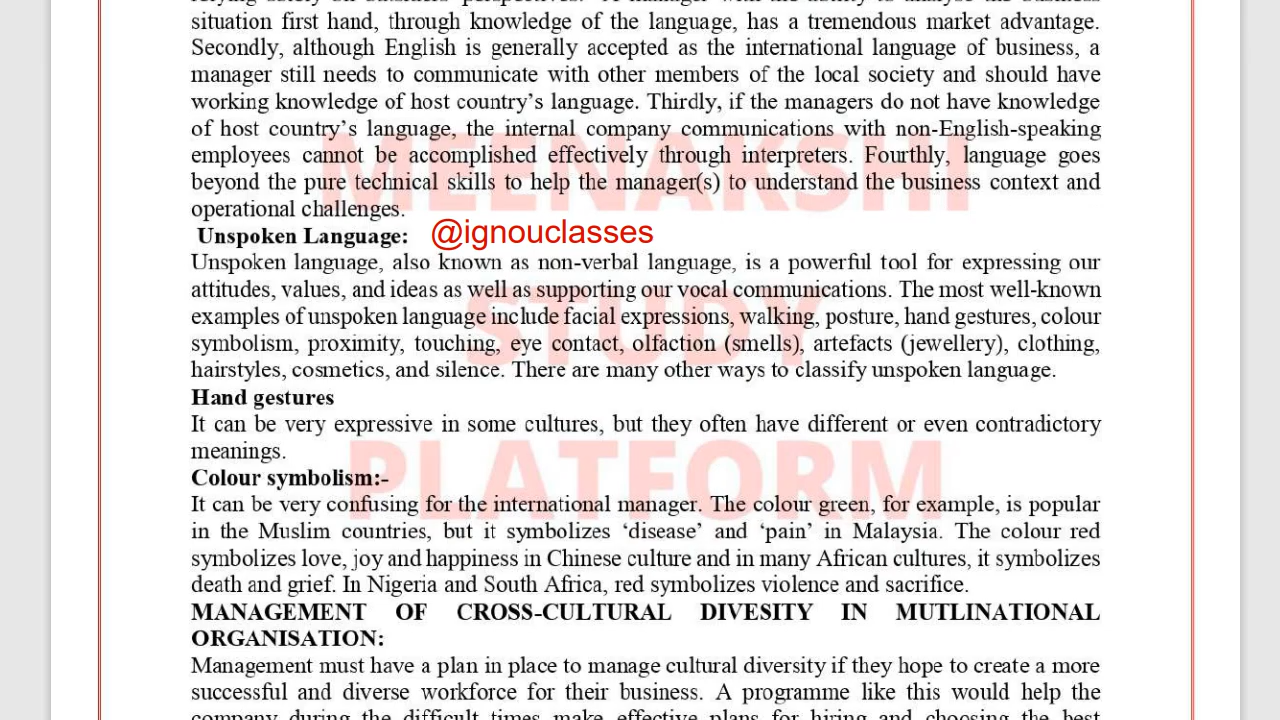 situation first hand, through knowledge of the language, has a tremendous market advantage.
Secondly, although English is generally accepted as the international language of business, a
manager still needs to communicate with other members of the local society and should have
working knowledge of host country’s language. Thirdly, if the managers do not have knowledge
of host country’s language, the internal company communications with non-English-speaking
employees cannot be accomplished effectively through interpreters. Fourthly, language goes
beyond the pure technical skills to help the manager(s) to understand the business context and
operational challenges.
Unspoken Language: @ignouclasses
Unspoken language, also known as non-verbal language, is a powerful tool for expressing our
attitudes, values, and ideas as well as supporting our vocal communications. The most well-known
examples of unspoken language include facial expressions, walking, posture, hand gestures, colour
symbolism, proximity, touching, eye contact, olfaction (smells), artefacts (jewellery), clothing,
hairstyles, cosmetics, and silence. There are many other ways to classify unspoken language.
Hand gestures
It can be very expressive in some cultures, but they often have different or even contradictory
meanings.
Colour symbolism:-
It can be very confusing for the international manager. The colour green, for example, is popular
in the Muslim countries, but it symbolizes ‘disease’ and ‘pain’ in Malaysia. The colour red
symbolizes love, joy and happiness in Chinese culture and in many African cultures, it symbolizes
death and grief. In Nigeria and South Africa, red symbolizes violence and sacrifice.
MANAGEMENT OF CROSS-CULTURAL DIVESITY IN MUTLINATIONAL
ORGANISATION:
Management must have a plan in place to manage cultural diversity if they hope to create a more
successful and diverse workforce for their business. A programme like this would help the
company during the difficult times make effective plans for hiring and choosing the best
MEENAKSHI
STUDY
PLATFORM